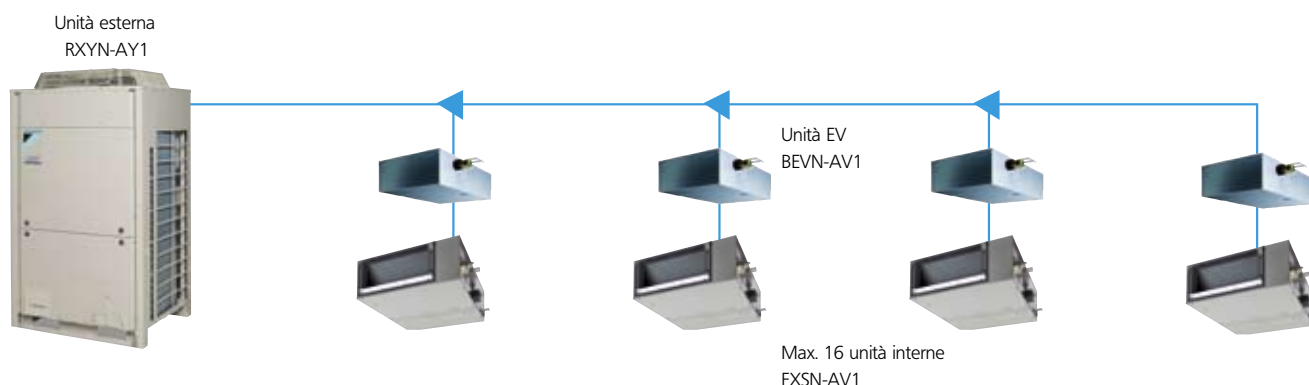 Unità esterna
RXYN-AY1
Unità EV
BEVN-AV1
Max. 16 unità interne
FXSN-AV1